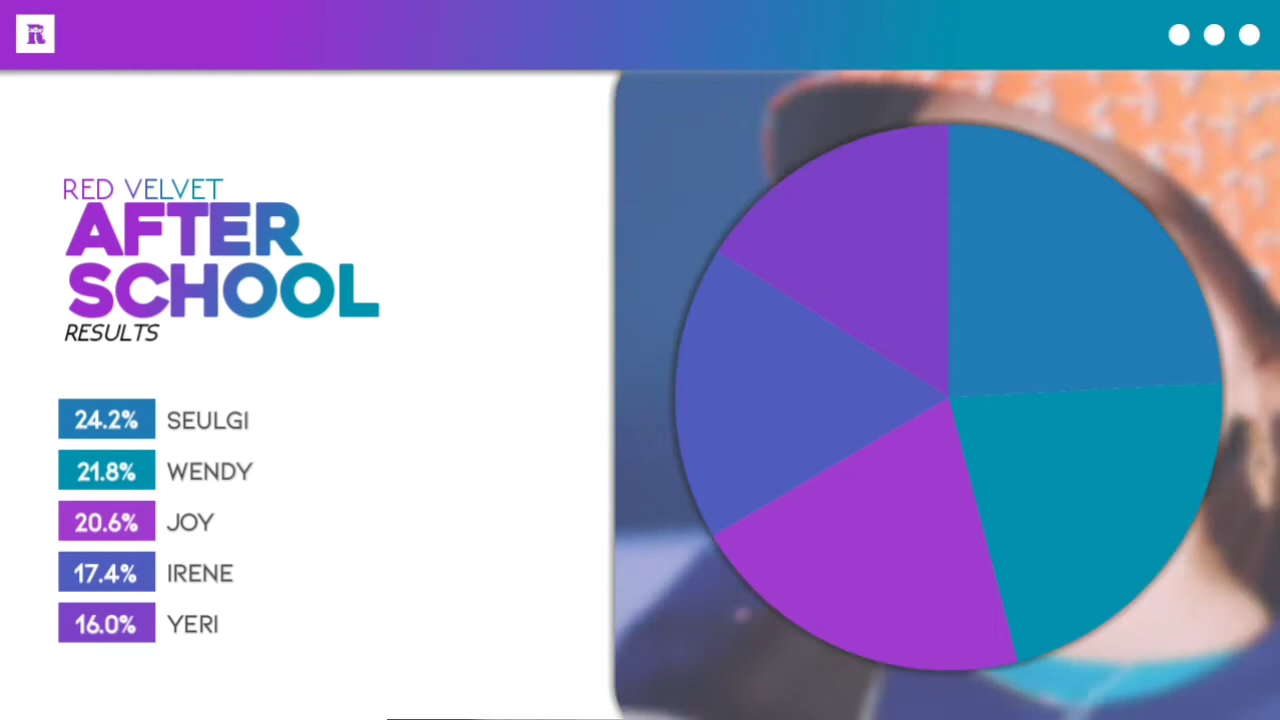 RED VELVET
AFTER
SCHOOL
RESULTS
24.2% SEULGI
21.8% WENDY
20.6% JOY
17.4% IRENE
16.0% YERI